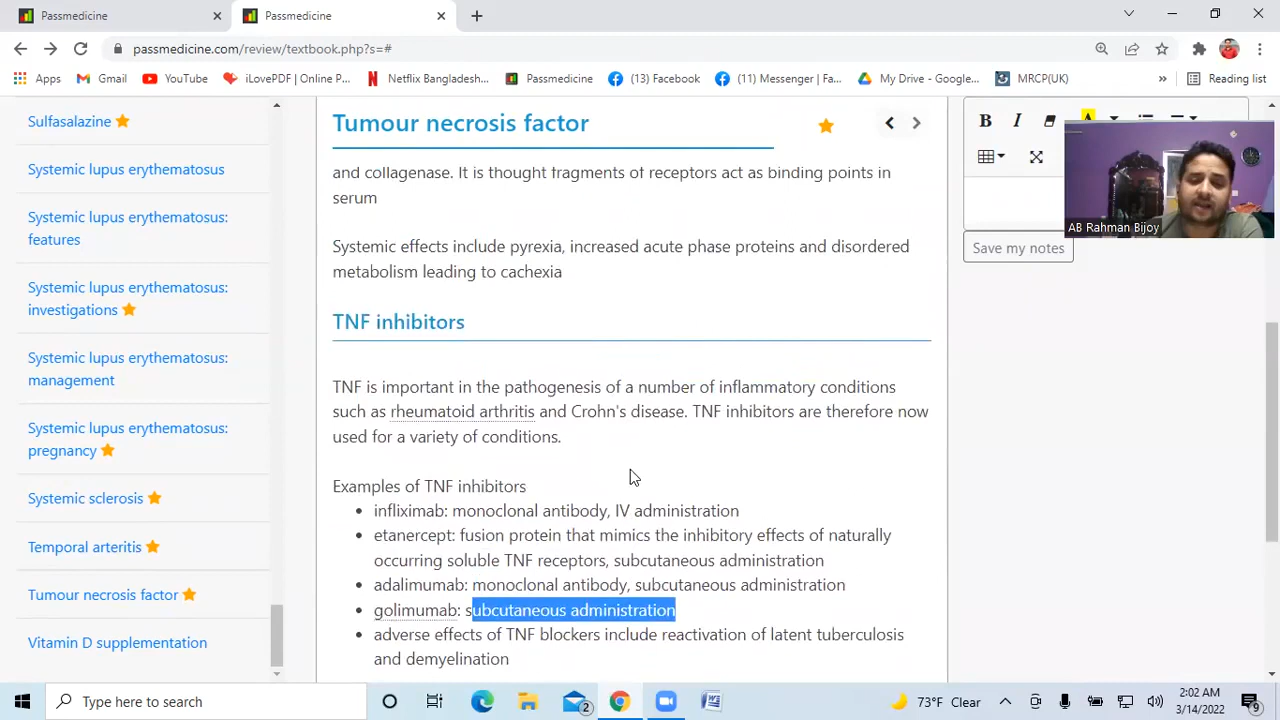 Passmedicine
Passmedicine
passmedicine.com/review/textbook.php?s=#
Apps
Gmail
YouTube
iLovePDF | Online P...
Netflix Bangladesh...
Passmedicine
(13) Facebook
(11) Messenger | Fa...
My Drive - Google...
MRCP(UK)
»
Reading list
Sulfasalazine
Systemic lupus erythematosus
Systemic lupus erythematosus:
features
Systemic lupus erythematosus:
investigations
Systemic lupus erythematosus:
management
Systemic lupus erythematosus:
pregnancy
Systemic sclerosis
Temporal arteritis
Tumour necrosis factor
Vitamin D supplementation
Tumour necrosis factor
and collagenase. It is thought fragments of receptors act as binding points in
serum
Systemic effects include pyrexia, increased acute phase proteins and disordered
metabolism leading to cachexia
TNF inhibitors
TNF is important in the pathogenesis of a number of inflammatory conditions
such as rheumatoid arthritis and Crohn's disease. TNF inhibitors are therefore now
used for a variety of conditions.
Examples of TNF inhibitors
• infliximab: monoclonal antibody, IV administration
• etanercept: fusion protein that mimics the inhibitory effects of naturally
occurring soluble TNF receptors, subcutaneous administration
• adalimumab: monoclonal antibody, subcutaneous administration
• golimumab: subcutaneous administration
• adverse effects of TNF blockers include reactivation of latent tuberculosis
and demyelination
B I A
AB Rahman Bijoy
Save my notes
Type here to search
2
73°F Clear
2:02 AM
3/14/2022
9